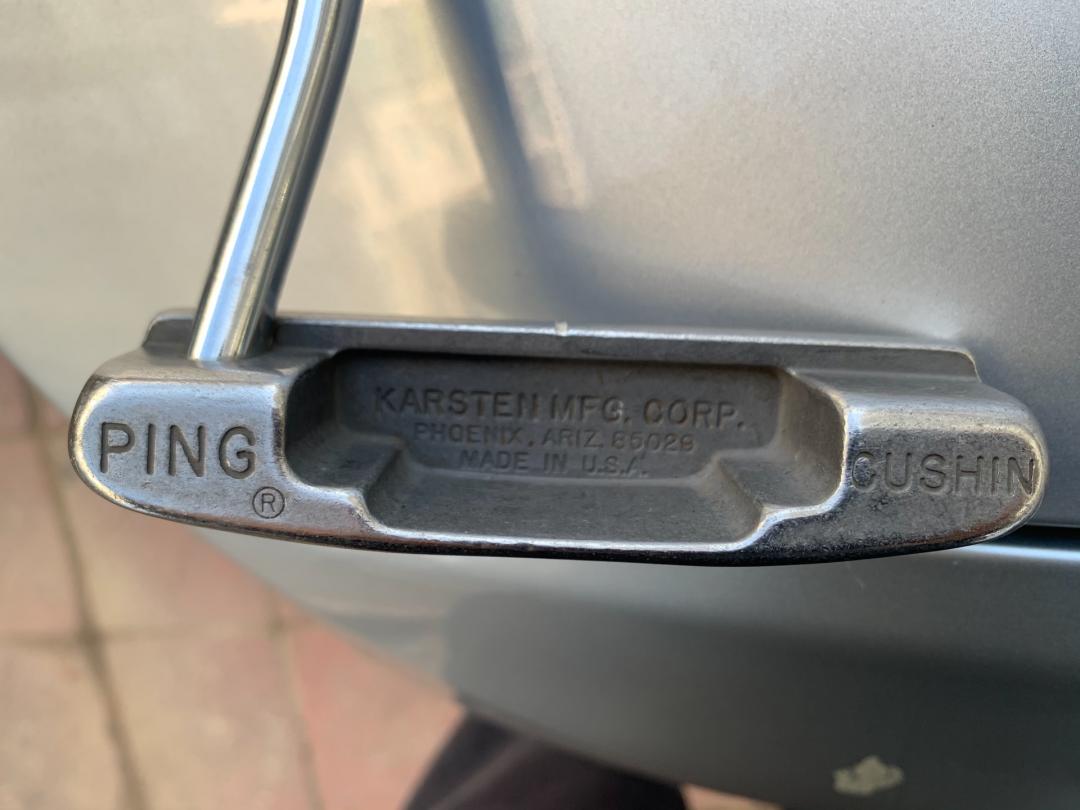 PING
®
KARSTEN MFG. CORP.
PHOENIX, ARIZ. 85029
MADE IN U.S.A.
CUSHIN